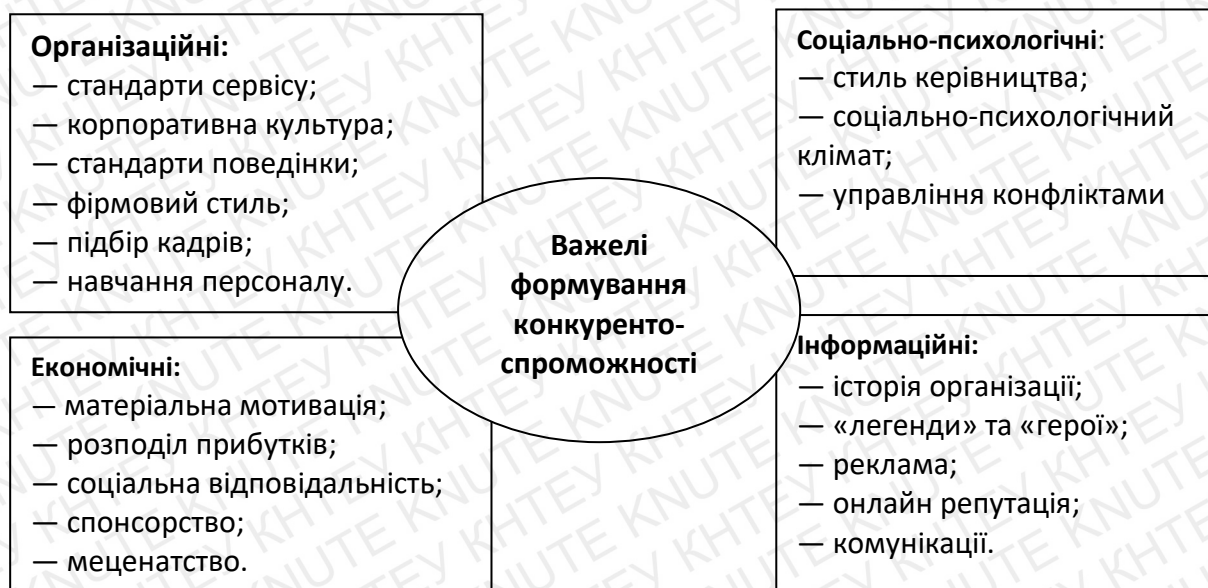 Організаційні:
— стандарти сервісу;
— корпоративна культура;
— стандарти поведінки;
— фірмовий стиль;
— підбір кадрів;
— навчання персоналу.
Соціально-психологічні:
— стиль керівництва;
— соціально-психологічний
клімат;
— управління конфліктами
Важелі
формування
конкуренто-
спроможності
Економічні:
— матеріальна мотивація;
— розподіл прибутків;
— соціальна відповідальність;
— спонсорство;
— меценатство.
Інформаційні:
— історія організації;
— «легенди» та «герої»;
— реклама;
— онлайн репутація;
— комунікації.